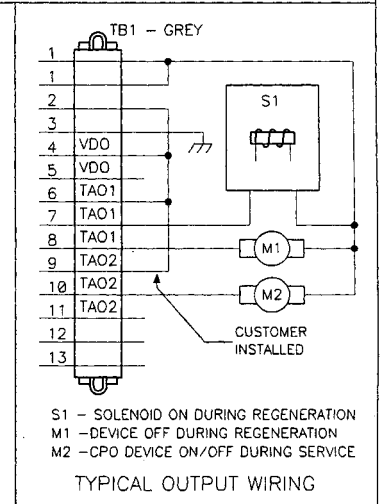 TB1 – GREY
1
1
2
3
4 VDO
5 VDO
6 TAO1
7 TAO1
8 TAO1
9 TAO2
10 TAO2
11 TAO2
12
13
S1
M1
M2
CUSTOMER
INSTALLED
S1 – SOLENOID ON DURING REGENERATION
M1 –DEVICE OFF DURING REGENERATION
M2 –CPO DEVICE ON/OFF DURING SERVICE
TYPICAL OUTPUT WIRING